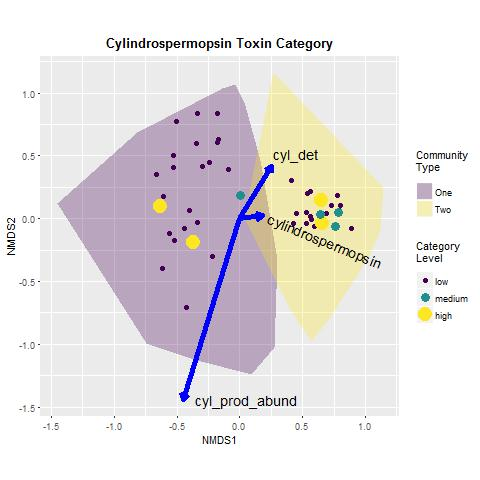 Cylindrospermopsin Toxin Category
NMDS2
1.0
0.5
0.0
-0.5
-1.0
-1.5
cyl_det
cylindrospermopsin
cyl_prod_abund
-1.5
-1.0
-0.5
0.0
0.5
1.0
NMDS1
Community
Type
One
Two
Category
Level
low
medium
high